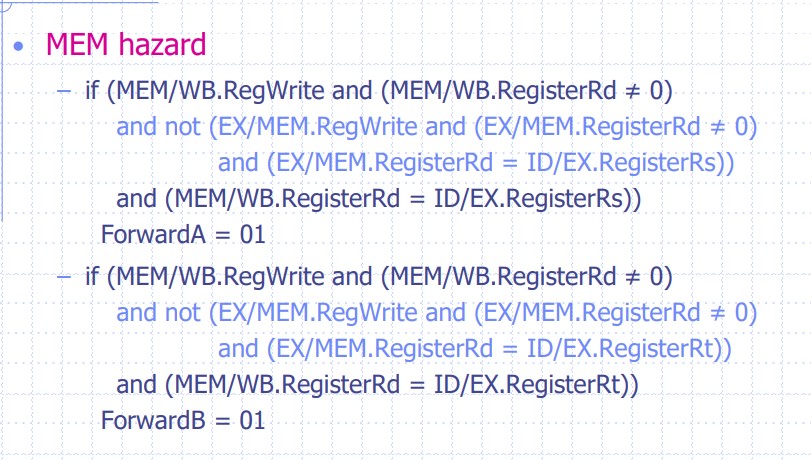 • MEM hazard
– if (MEM/WB.RegWrite and (MEM/WB.RegisterRd ≠ 0)
and not (EX/MEM.RegWrite and (EX/MEM.RegisterRd ≠ 0)
and (EX/MEM.RegisterRd = ID/EX.RegisterRs))
and (MEM/WB.RegisterRd = ID/EX.RegisterRs))
ForwardA = 01
– if (MEM/WB.RegWrite and (MEM/WB.RegisterRd ≠ 0)
and not (EX/MEM.RegWrite and (EX/MEM.RegisterRd ≠ 0)
and (EX/MEM.RegisterRd = ID/EX.RegisterRt))
and (MEM/WB.RegisterRd = ID/EX.RegisterRt))
ForwardB = 01